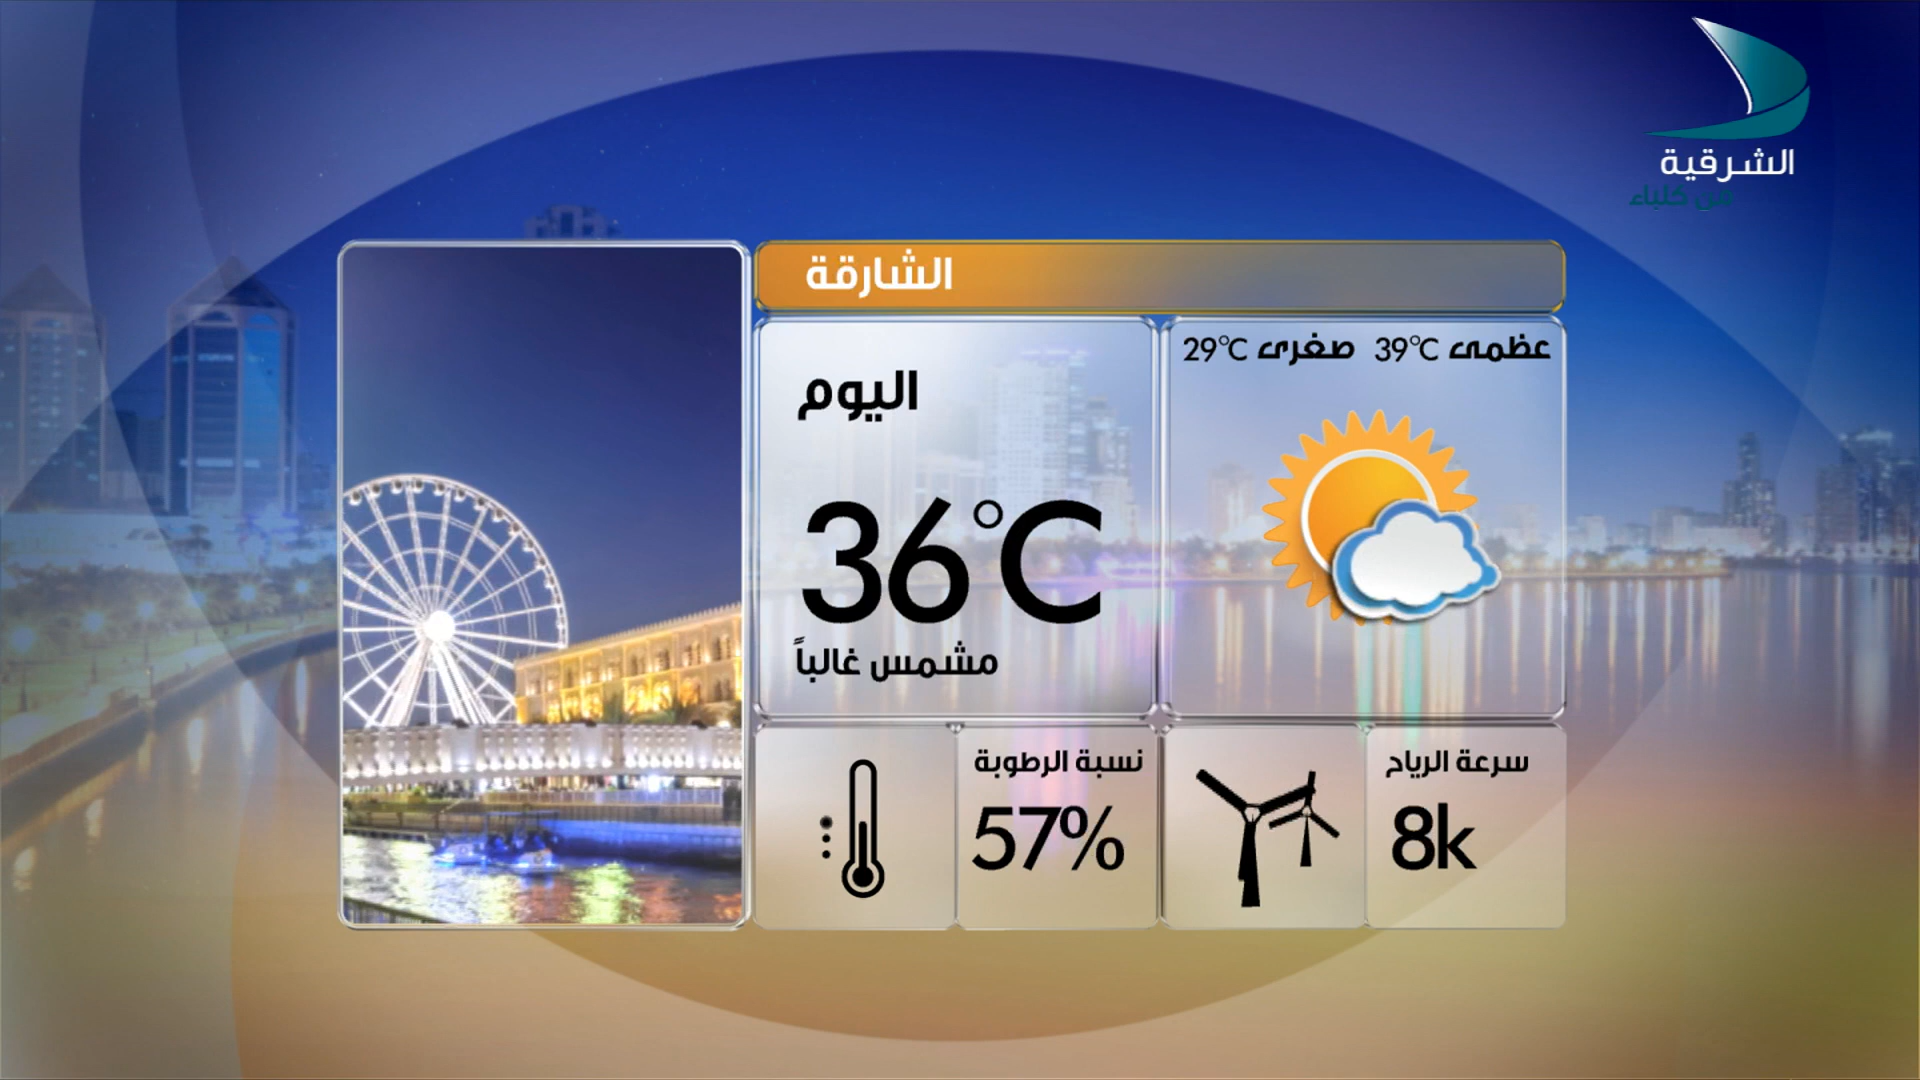 الشرقية
من كلباء
الشارقة
عظمى 39°C صغرى 29°C
اليوم
36°C
مشمس غالباً
نسبة الرطوبة
57%
سرعة الرياح
8k